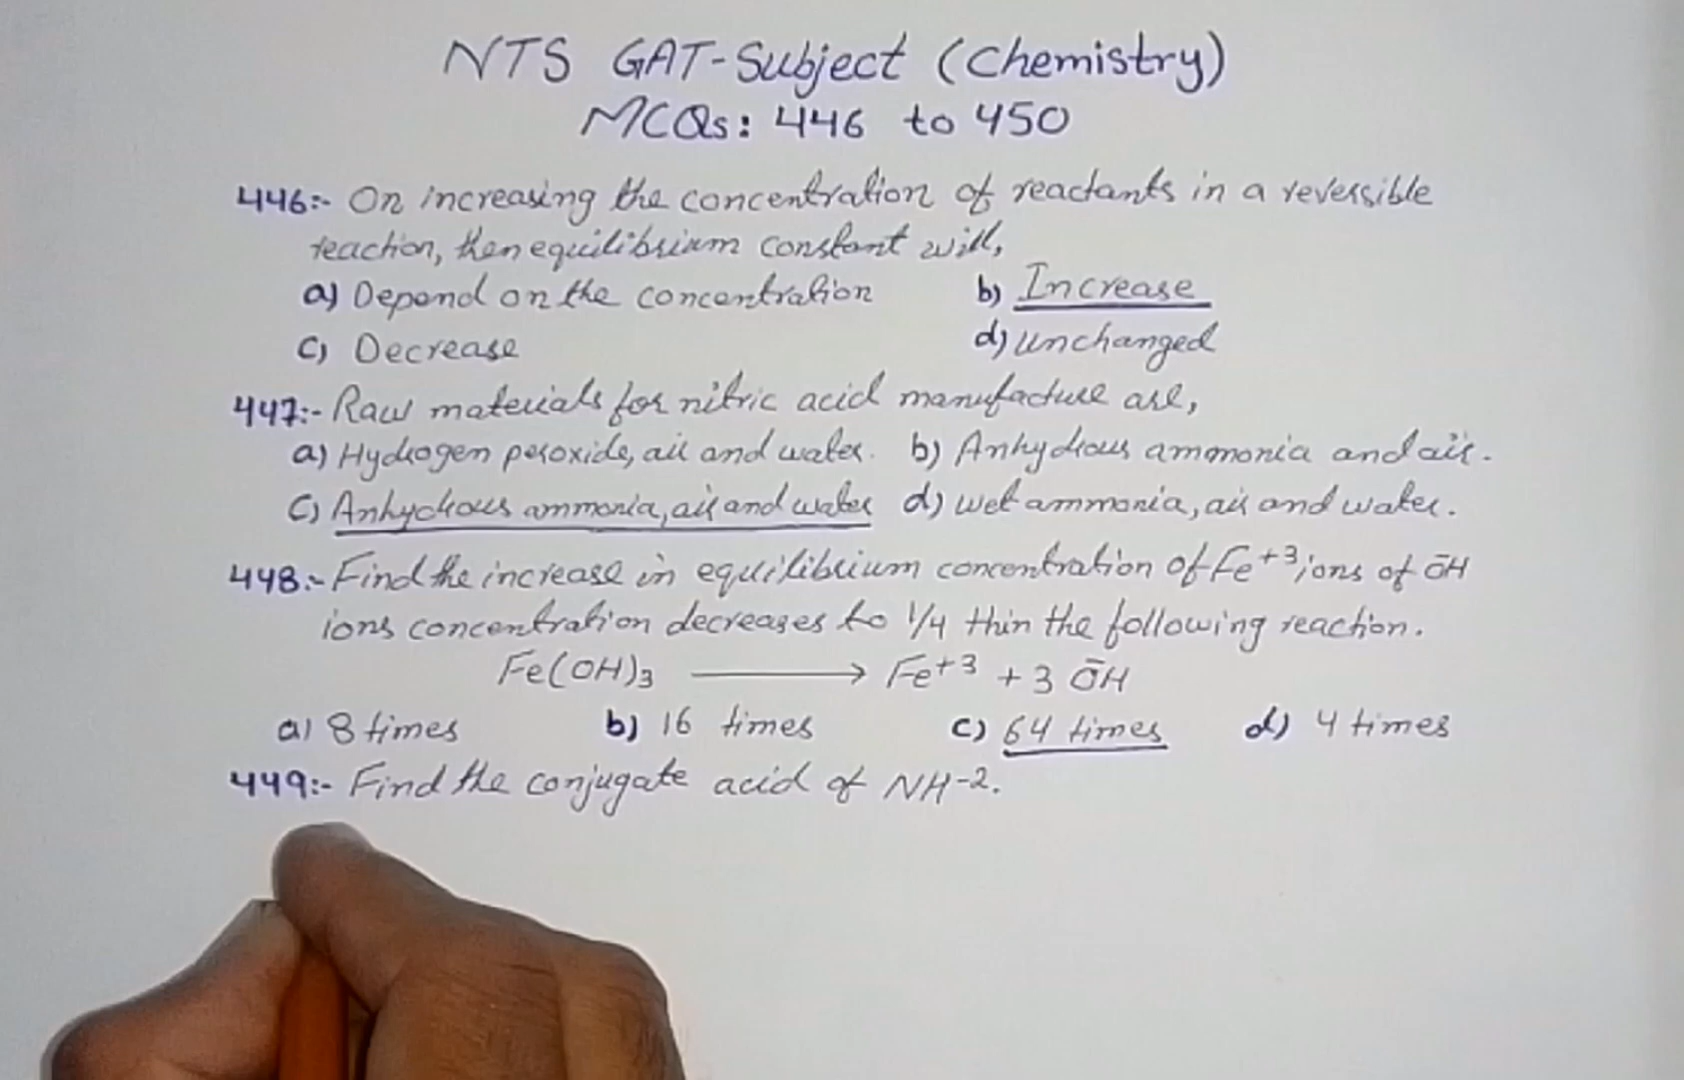 NTS GAT-Subject (Chemistry)
MCQs: 446 to 450
446:- On increasing the concentration of reactants in a reversible
reaction, then equilibrium constant will,
a) Depend on the concentration b) Increase
c) Decrease d) unchanged
447:- Raw materials for nitric acid manufacture are,
a) Hydrogen peroxide, air and water. b) Anhydrous ammonia and air.
c) Anhydrous ammonia, air and water d) wet ammonia, air and water.
448:- Find the increase in equilibrium concentration of Fe+3 ions of ŌH
ions concentration decreases to 1/4 th in the following reaction.
Fe(OH)3 ⟶ Fe+3 + 3 ŌH
a) 8 times b) 16 times c) 64 times d) 4 times
449:- Find the conjugate acid of NH-2.